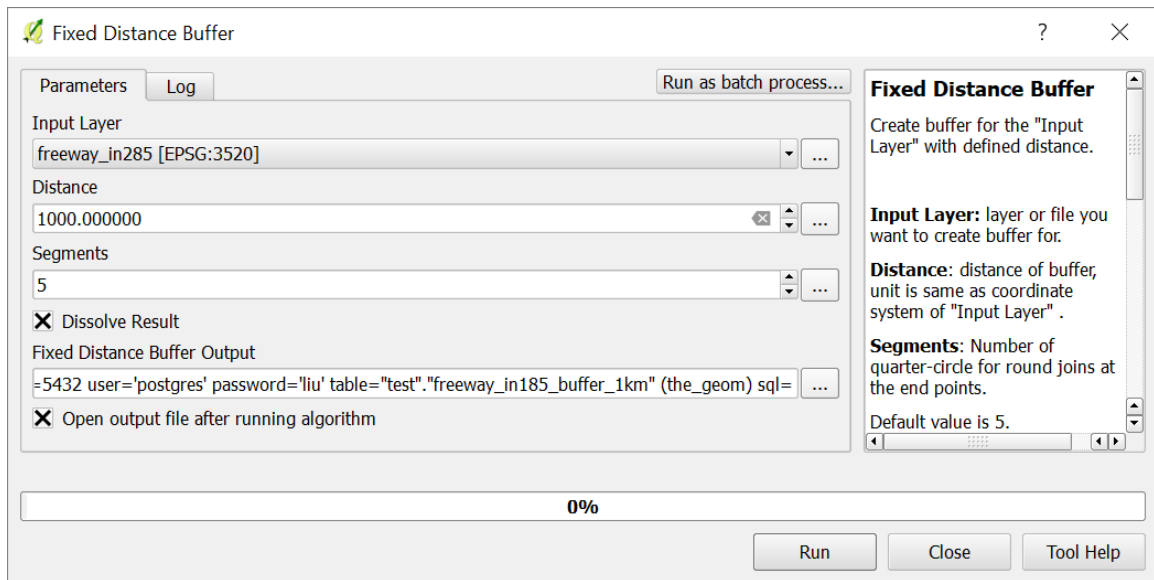 Fixed Distance Buffer
?
Parameters
Log
Run as batch process...
Input Layer
freeway_in285 [EPSG:3520]
...
Distance
1000.000000
...
Segments
5
...
Dissolve Result
Fixed Distance Buffer Output
=5432 user='postgres' password='liu' table="test"."freeway_in185_buffer_1km" (the_geom) sql=
...
Open output file after running algorithm
Fixed Distance Buffer
Create buffer for the "Input
Layer" with defined distance.
Input Layer: layer or file you
want to create buffer for.
Distance: distance of buffer,
unit is same as coordinate
system of "Input Layer" .
Segments: Number of
quarter-circle for round joins at
the end points.
Default value is 5.
0%
Run
Close
Tool Help